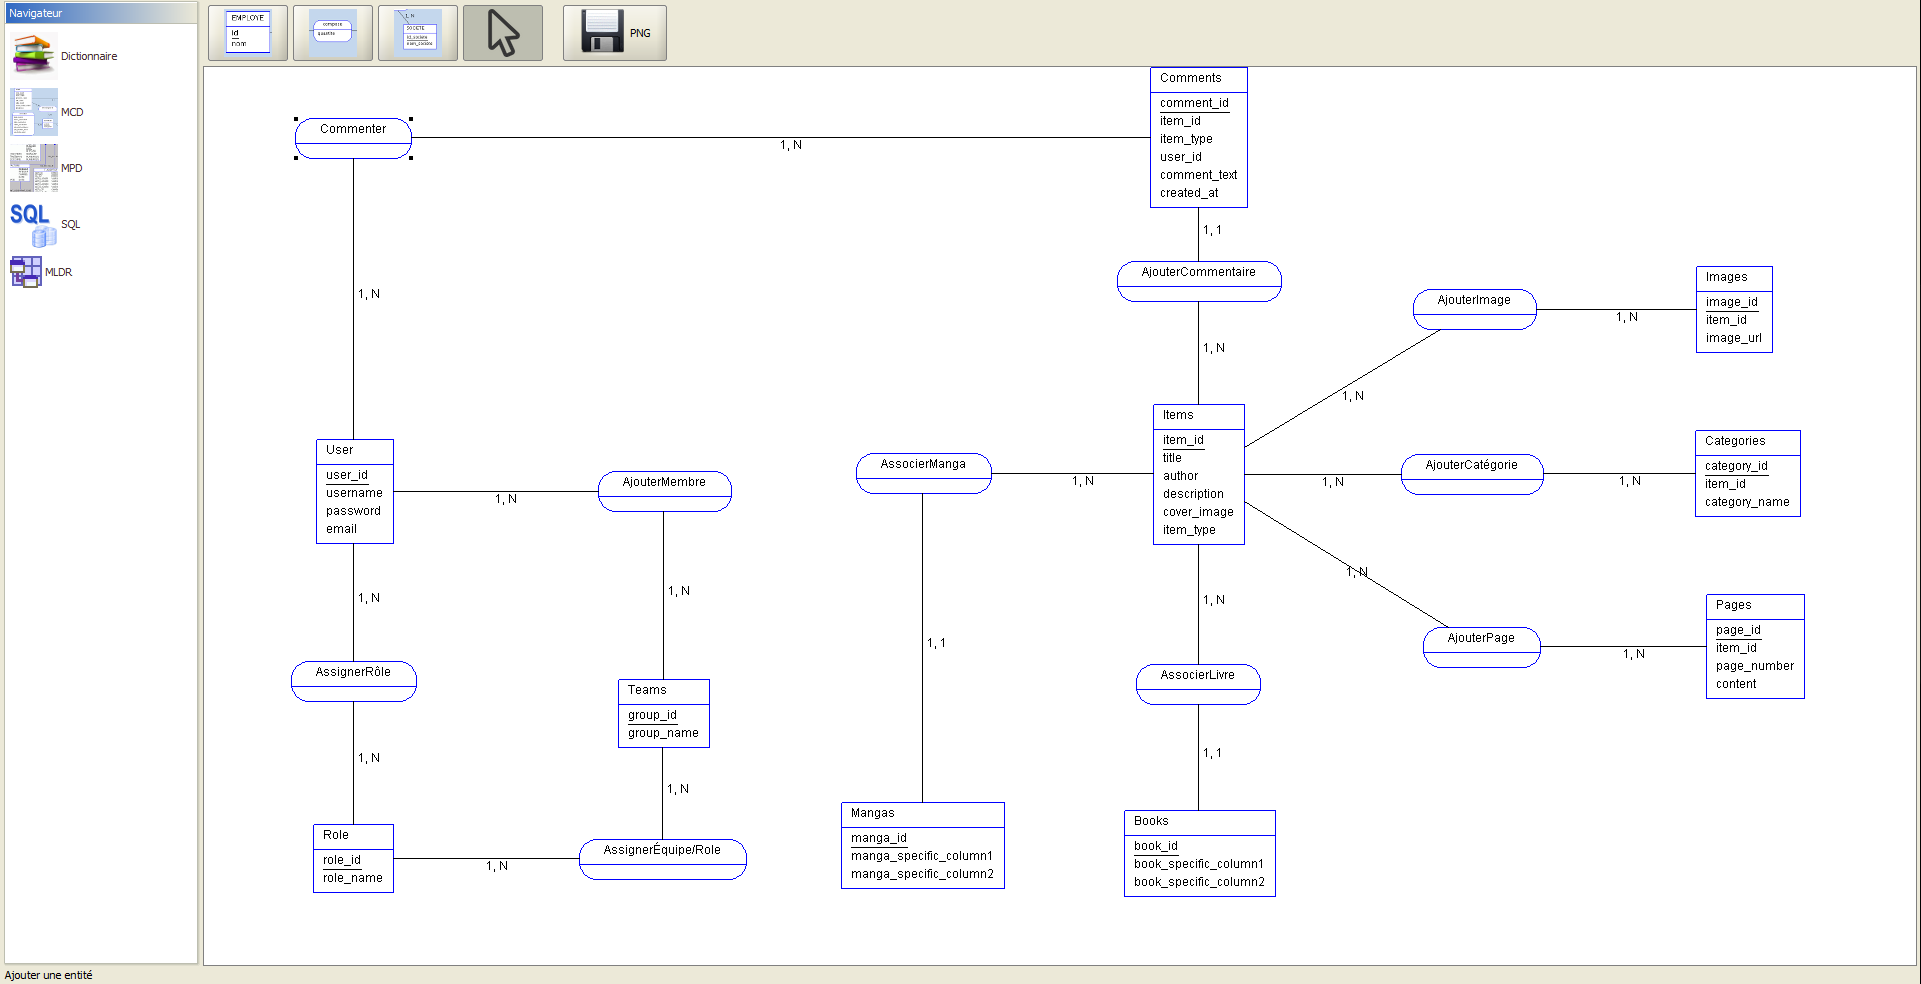 Navigateur
Dictionnaire
MCD
MPD
SQL
SQL
MLDR
EMPLOYE
id
nom
compose
quantite
1, N
SOCIETE
id_societe
PNG
Comments
comment_id
item_id
item_type
user_id
comment_text
created_at
Commenter
1, N
1, 1
AjouterCommentaire
1, N
1, N
AjouterImage
1, N
1, N
Images
image_id
item_id
image_url
User
user_id
username
password
email
1, N
AjouterMembre
1, N
1, N
AssignerRôle
1, N
Teams
group_id
group_name
1, N
Role
role_id
role_name
1, N
AssignerÉquipe/Role
AssocierManga
1, N
1, 1
Mangas
manga_id
manga_specific_column1
manga_specific_column2
Items
item_id
title
author
description
cover_image
item_type
1, N
AssocierLivre
1, 1
Books
book_id
book_specific_column1
book_specific_column2
1, N
AjouterCatégorie
1, N
Categories
category_id
item_id
category_name
1, N
AjouterPage
1, N
Pages
page_id
item_id
page_number
content
Ajouter une entité